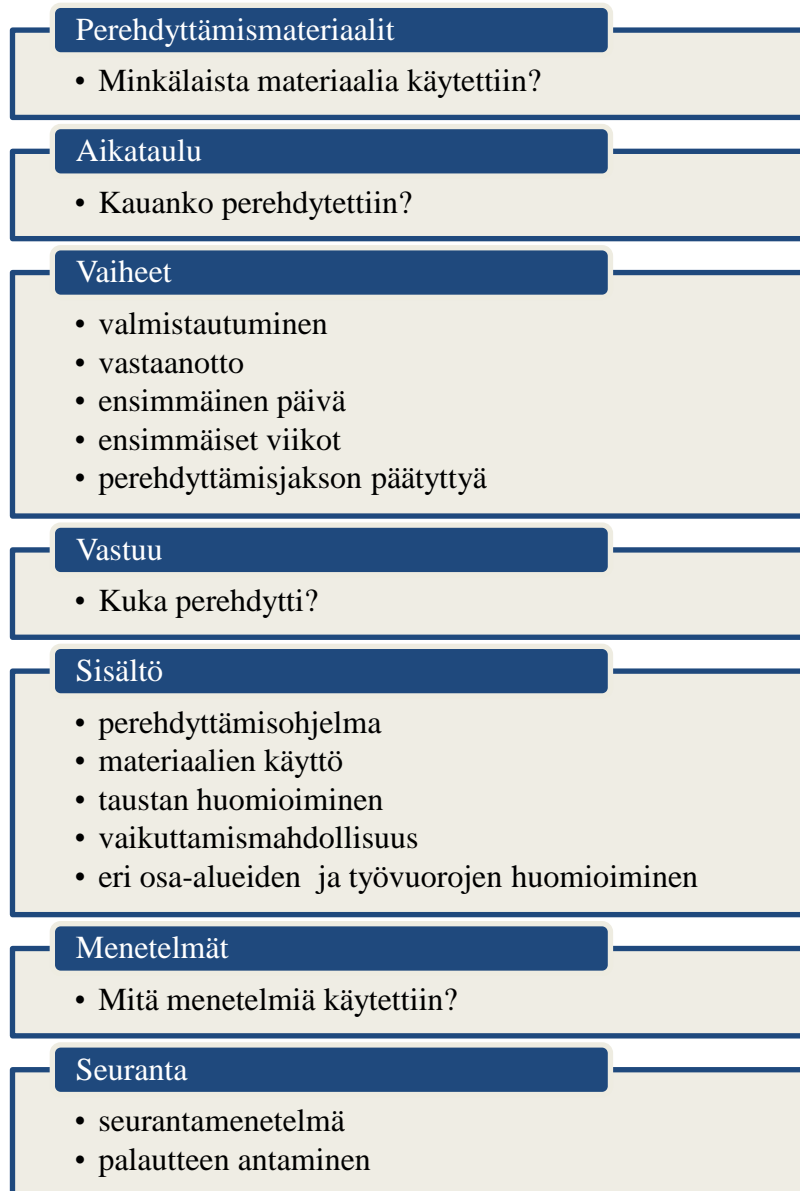 Perehdyttämismateriaalit
• Minkälaista materiaalia käytettiin?
Aikataulu
• Kauanko perehdytettiin?
Vaiheet
• valmistautuminen
• vastaanotto
• ensimmäinen päivä
• ensimmäiset viikot
• perehdyttämisjakson päätyttyä
Vastuu
• Kuka perehdytti?
Sisältö
• perehdyttämisohjelma
• materiaalien käyttö
• taustan huomioiminen
• vaikuttamismahdollisuus
• eri osa-alueiden ja työvuorojen huomioiminen
Menetelmät
• Mitä menetelmiä käytettiin?
Seuranta
• seurantamenetelmä
• palautteen antaminen